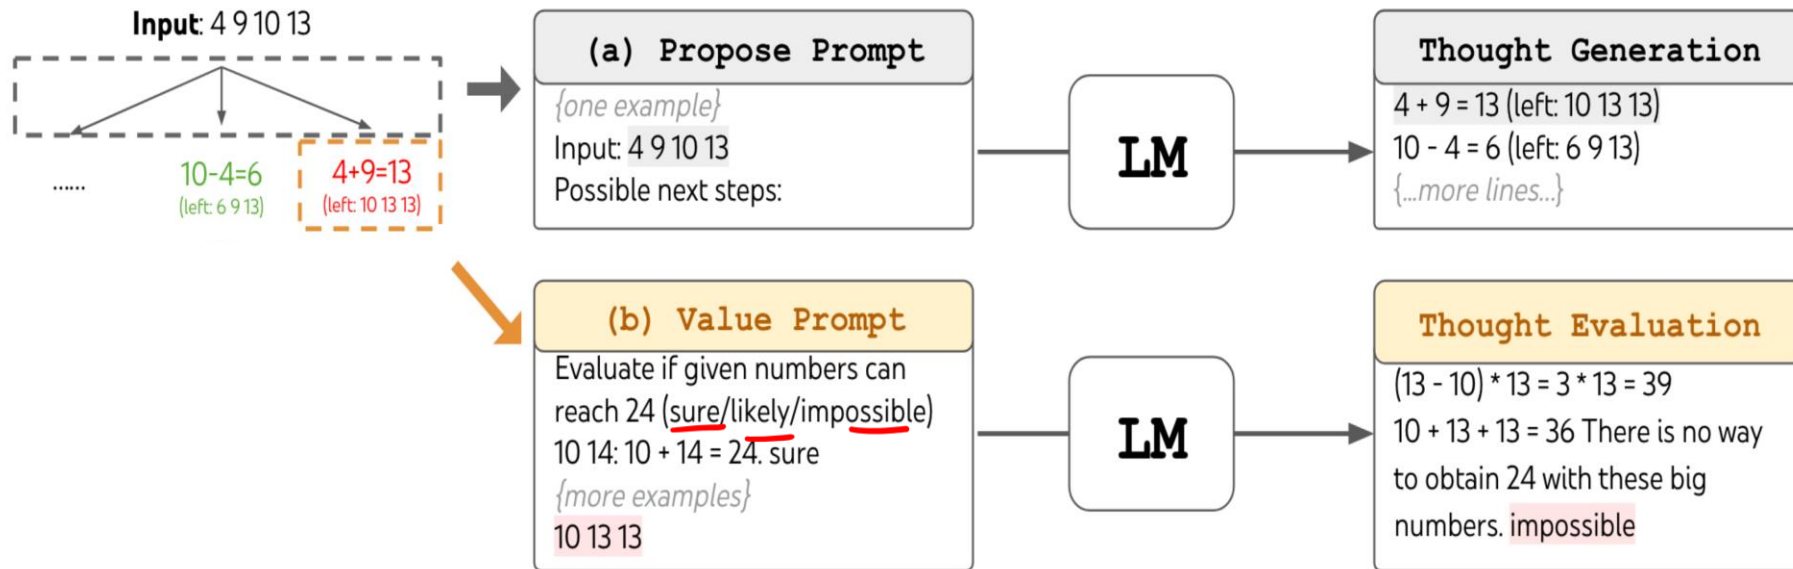 Input: 4 9 10 13
......
10-4=6
(left: 6 9 13)
4+9=13
(left: 10 13 13)
(a) Propose Prompt
{one example}
Input: 4 9 10 13
Possible next steps:
LM
Thought Generation
4 + 9 = 13 (left: 10 13 13)
10 - 4 = 6 (left: 6 9 13)
{...more lines...}
(b) Value Prompt
Evaluate if given numbers can
reach 24 (sure/likely/impossible)
10 14: 10 + 14 = 24. sure
{more examples}
10 13 13
LM
Thought Evaluation
(13 - 10) * 13 = 3 * 13 = 39
10 + 13 + 13 = 36 There is no way
to obtain 24 with these big
numbers. impossible